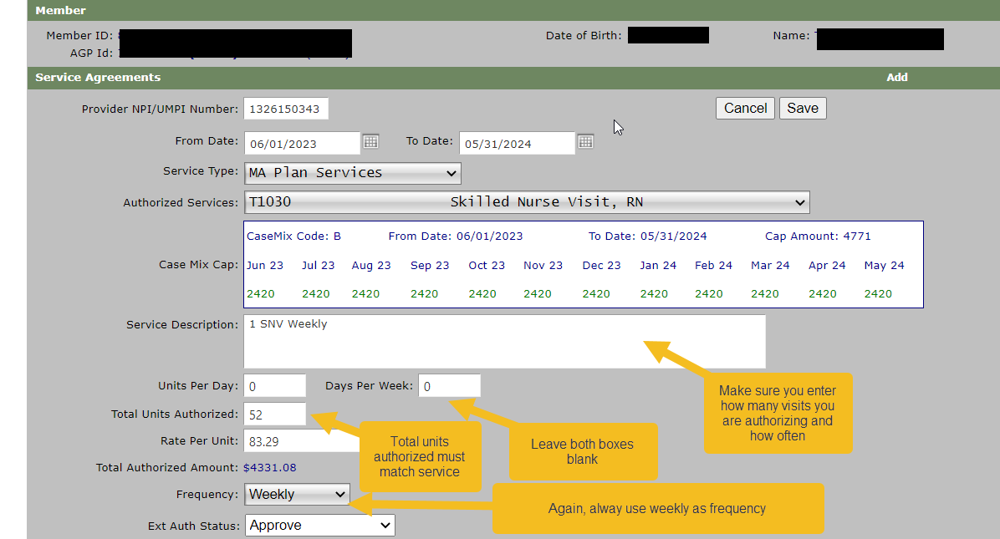 Member
Member ID: Date of Birth: Name:
AGP Id:
Service Agreements Add
Provider NPI/UMPI Number: 1326150343 Cancel Save
From Date: 06/01/2023 To Date: 05/31/2024
Service Type: MA Plan Services
Authorized Services: T1030 Skilled Nurse Visit, RN
CaseMix Code: B From Date: 06/01/2023 To Date: 05/31/2024 Cap Amount: 4771
Case Mix Cap: Jun 23 Jul 23 Aug 23 Sep 23 Oct 23 Nov 23 Dec 23 Jan 24 Feb 24 Mar 24 Apr 24 May 24
2420 2420 2420 2420 2420 2420 2420 2420 2420 2420 2420 2420
Service Description: 1 SNV Weekly
Make sure you enter
how many visits you
are authorizing and
how often
Units Per Day: 0 Days Per Week: 0
Leave both boxes
blank
Total Units Authorized: 52
Total units
authorized must
match service
Rate Per Unit: 83.29
Total Authorized Amount: $4331.08
Frequency: Weekly
Again, alway use weekly as frequency
Ext Auth Status: Approve